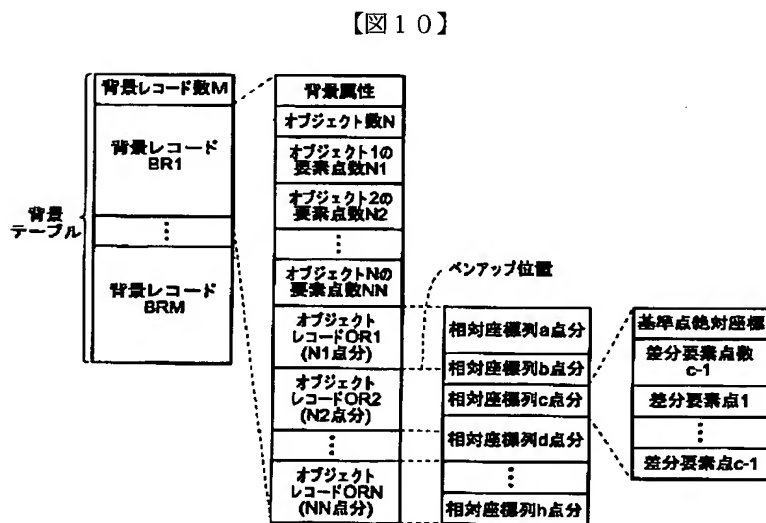 【図１０】
背景レコード数M
背景レコード
BR1
⋮
背景レコード
BRM
背景
テーブル
背景属性
オブジェクト数N
オブジェクト1の
要素点数N1
オブジェクト2の
要素点数N2
⋮
オブジェクトNの
要素点数NN
オブジェクト
レコードOR1
(N1点分)
オブジェクト
レコードOR2
(N2点分)
⋮
オブジェクト
レコードORN
(NN点分)
ペンアップ位置
相対座標列a点分
相対座標列b点分
相対座標列c点分
相対座標列d点分
⋮
相対座標列h点分
基準点絶対座標
差分要素点数
c-1
差分要素点1
⋮
差分要素点c-1